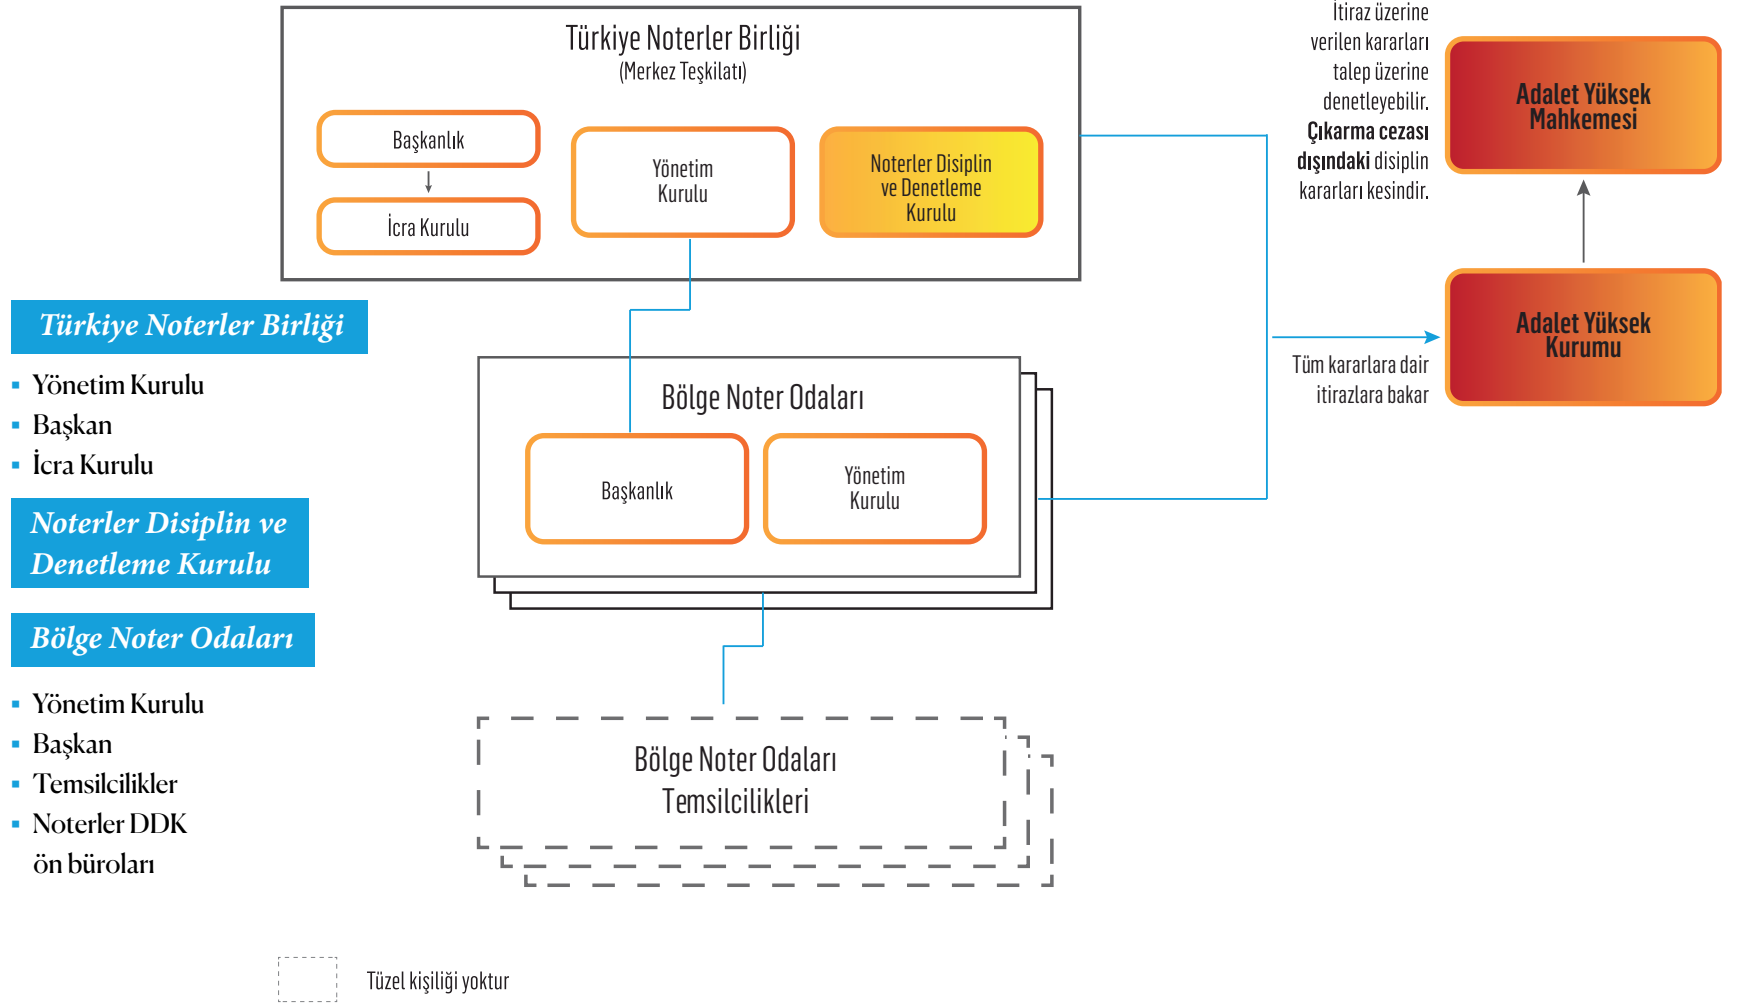 Türkiye Noterler Birliği
(Merkez Teşkilatı)
Başkanlık
İcra Kurulu
Yönetim
Kurulu
Noterler Disiplin
ve Denetleme
Kurulu
İtiraz üzerine
verilen kararları
talep üzerine
denetleyebilir.
Çıkarma cezası
dışındaki disiplin
kararları kesindir.
Adalet Yüksek
Mahkemesi
Adalet Yüksek
Kurumu
Tüm kararlara dair
itirazlara bakar
Türkiye Noterler Birliği
▪ Yönetim Kurulu
▪ Başkan
▪ İcra Kurulu
Noterler Disiplin ve
Denetleme Kurulu
Bölge Noter Odaları
▪ Yönetim Kurulu
▪ Başkan
▪ Temsilcilikler
▪ Noterler DDK
ön büroları
Bölge Noter Odaları
Başkanlık
Yönetim
Kurulu
Bölge Noter Odaları
Temsilcilikleri
Tüzel kişiliği yoktur